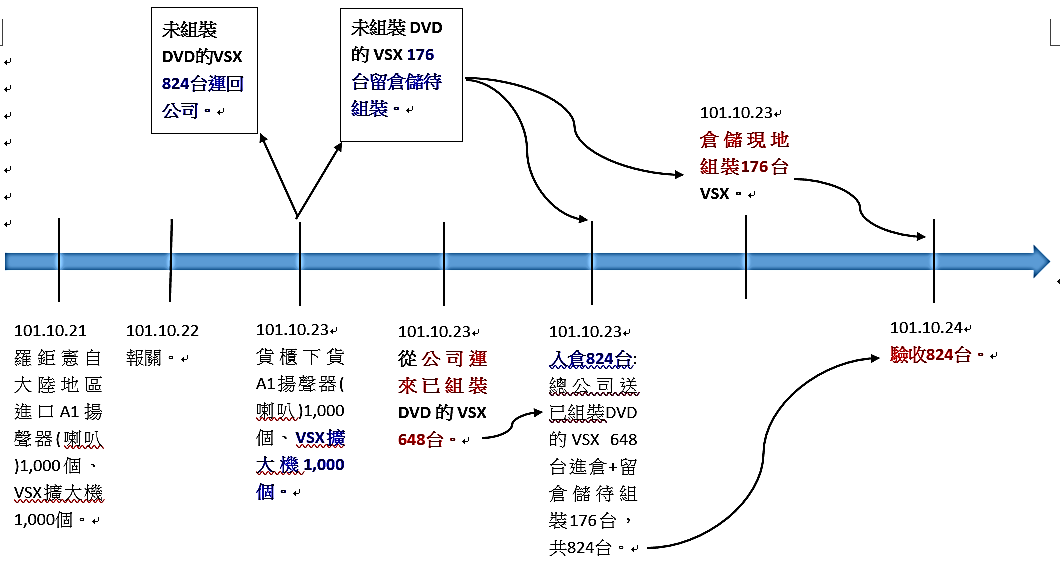 未組裝
DVD的VSX
824台運回
公司。
未組裝 DVD
的 VSX 176
台留倉儲待
組裝。
101.10.23
倉儲現地
組裝176台
VSX。
101.10.21
羅鉅憲自
大陸地區
進口A1揚
聲器(喇叭
)1,000個、
VSX擴大機
1,000個。
101.10.22
報關。
101.10.23
貨櫃下貨
A1揚聲器(
喇叭)1,000
個、VSX擴
大機1,000
個。
101.10.23
從公司運
來已組裝
DVD 的 VSX
648台。
101.10.23
入倉824台:
總公司送
已組裝DVD
的VSX 648
台進倉+留
倉儲待組
裝176台，
共824台。
101.10.24
驗收824台。